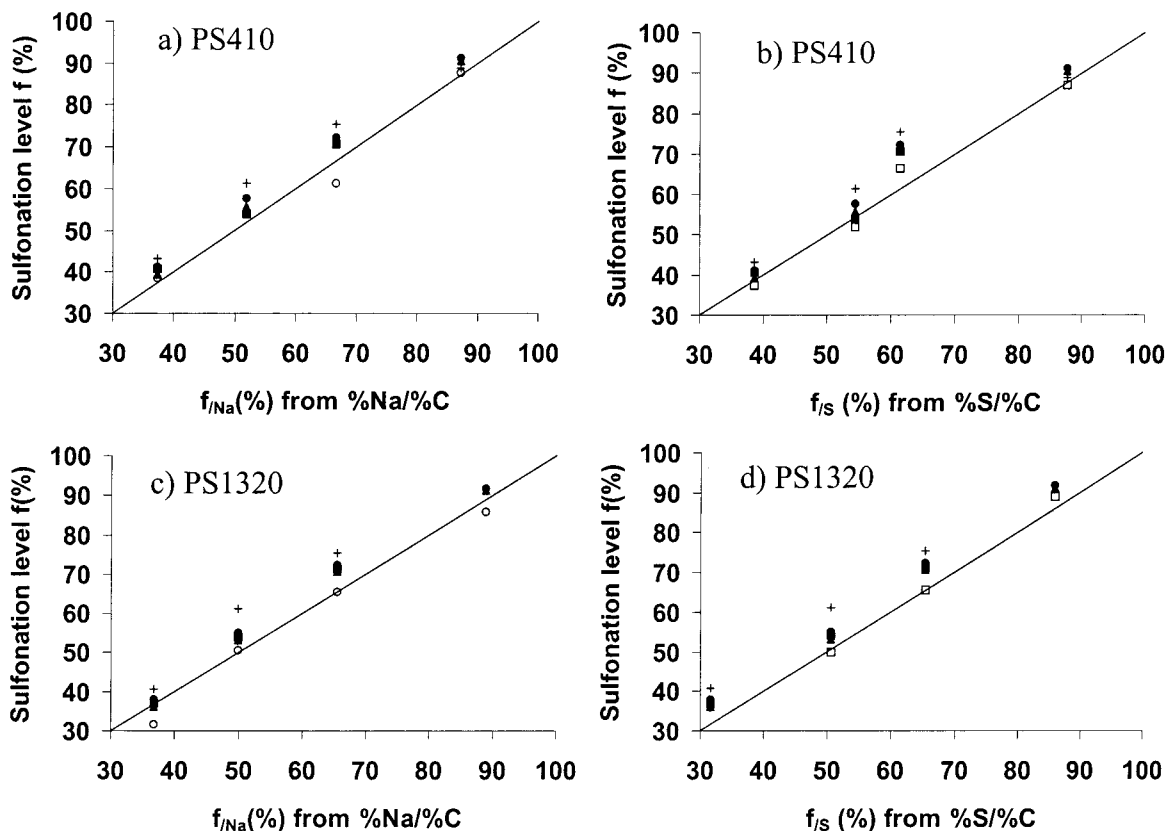 a) PS410
Sulfonation level f (%)
100
90
80
70
60
50
40
30
30 40 50 60 70 80 90 100
f/Na(%) from %Na/%C
b) PS410
Sulfonation level f (%)
100
90
80
70
60
50
40
30
30 40 50 60 70 80 90 100
f/S (%) from %S/%C
c) PS1320
Sulfonation level f(%)
100
90
80
70
60
50
40
30
30 40 50 60 70 80 90 100
f/Na(%) from %Na/%C
d) PS1320
Sulfonation level f(%)
100
90
80
70
60
50
40
30
30 40 50 60 70 80 90 100
f/S (%) from %S/%C